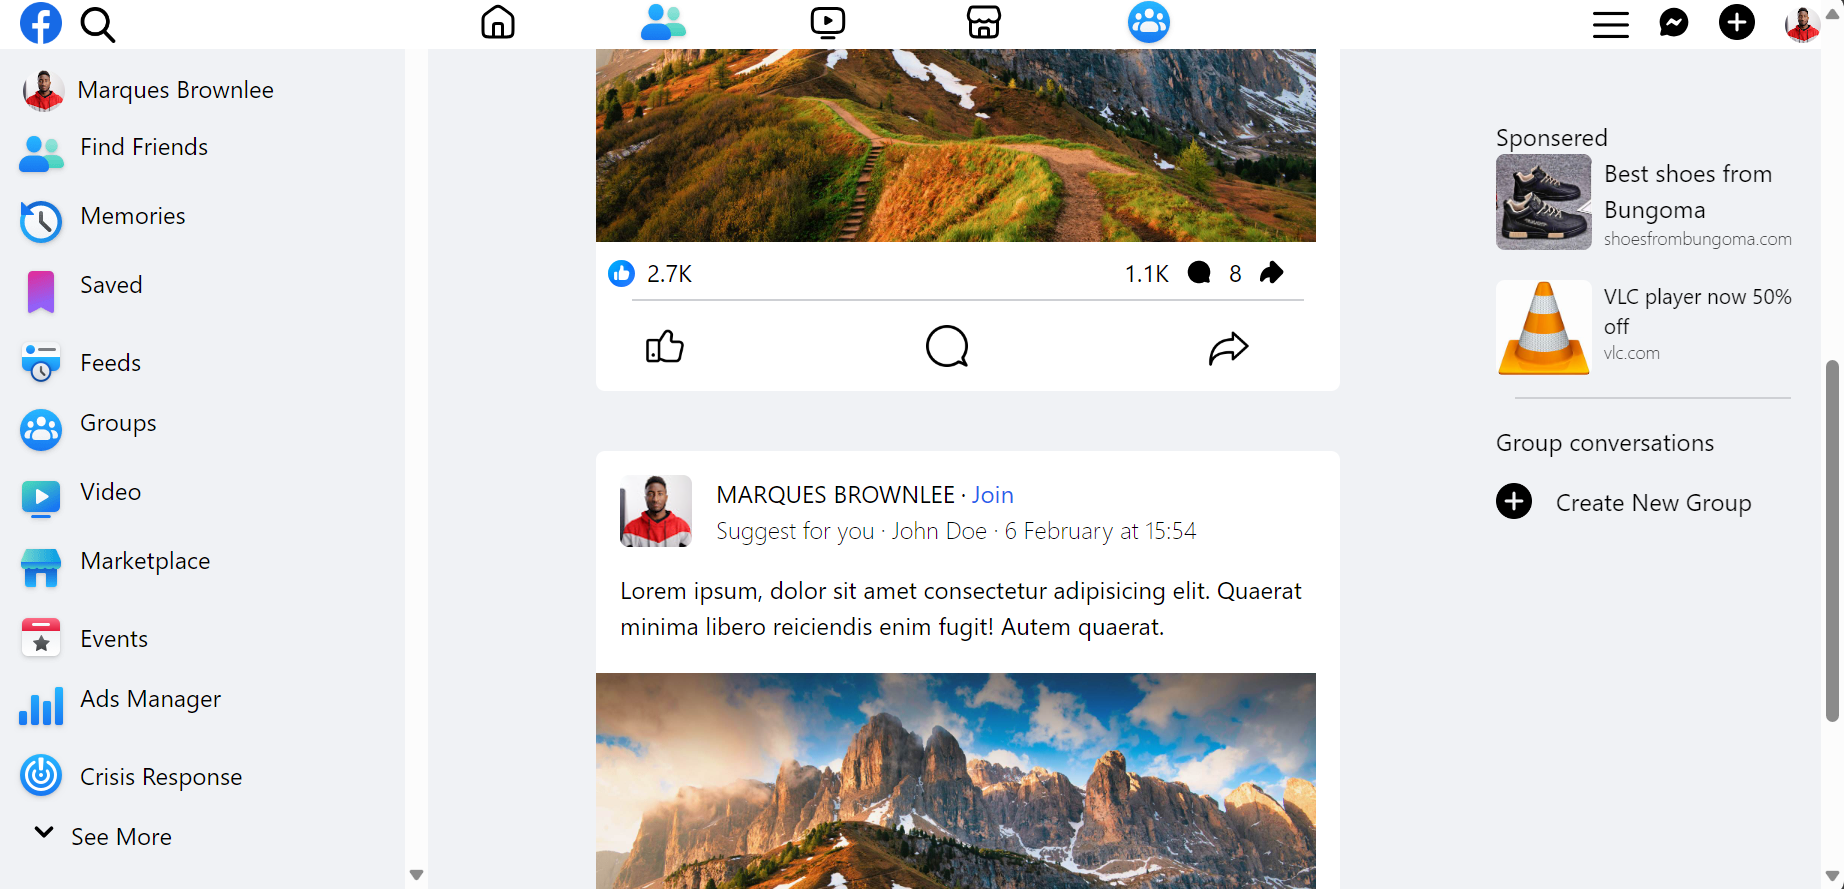 Marques Brownlee
Find Friends
Memories
Saved
Feeds
Groups
Video
Marketplace
Events
Ads Manager
Crisis Response
See More
2.7K
1.1K
8
MARQUES BROWNLEE · Join
Suggest for you · John Doe · 6 February at 15:54
Lorem ipsum, dolor sit amet consectetur adipisicing elit. Quaerat
minima libero reiciendis enim fugit! Autem quaerat.
Sponsered
Best shoes from
Bungoma
shoesfrombungoma.com
VLC player now 50%
off
vlc.com
Group conversations
Create New Group